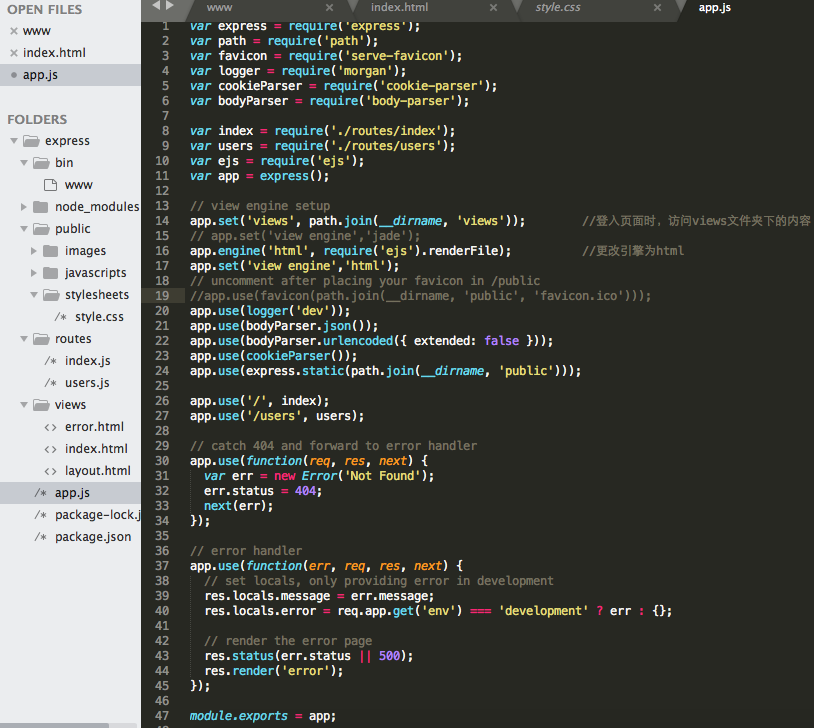 OPEN FILES
www
index.html
app.js
FOLDERS
express
bin
www
node_modules
public
images
javascripts
stylesheets
style.css
routes
index.js
users.js
views
error.html
index.html
layout.html
app.js
package-lock.j
package.json
www
index.html
style.css
app.js
1 var express = require('express');
2 var path = require('path');
3 var favicon = require('serve-favicon');
4 var logger = require('morgan');
5 var cookieParser = require('cookie-parser');
6 var bodyParser = require('body-parser');
7
8 var index = require('./routes/index');
9 var users = require('./routes/users');
10 var ejs = require('ejs');
11 var app = express();
12
13 // view engine setup
14 app.set('views', path.join(__dirname, 'views')); //登入页面时，访问views文件夹下的内容
15 // app.set('view engine','jade');
16 app.engine('html', require('ejs').renderFile); //更改引擎为html
17 app.set('view engine','html');
18 // uncomment after placing your favicon in /public
19 //app.use(favicon(path.join(__dirname, 'public', 'favicon.ico')));
20 app.use(logger('dev'));
21 app.use(bodyParser.json());
22 app.use(bodyParser.urlencoded({ extended: false }));
23 app.use(cookieParser());
24 app.use(express.static(path.join(__dirname, 'public')));
25
26 app.use('/', index);
27 app.use('/users', users);
28
29 // catch 404 and forward to error handler
30 app.use(function(req, res, next) {
31 var err = new Error('Not Found');
32 err.status = 404;
33 next(err);
34 });
35
36 // error handler
37 app.use(function(err, req, res, next) {
38 // set locals, only providing error in development
39 res.locals.message = err.message;
40 res.locals.error = req.app.get('env') === 'development' ? err : {};
41
42 // render the error page
43 res.status(err.status || 500);
44 res.render('error');
45 });
46
47 module.exports = app;